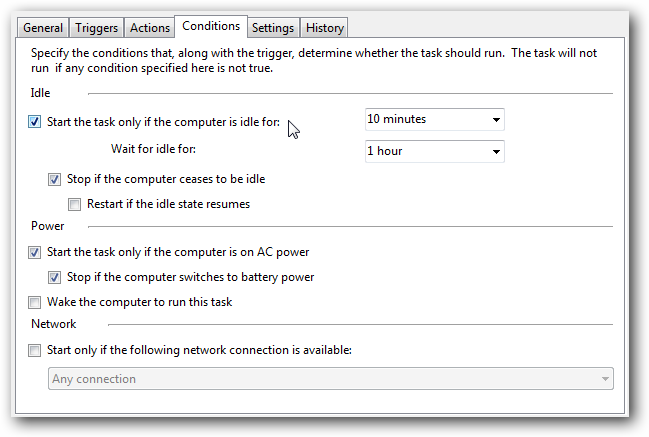 General Triggers Actions Conditions Settings History
Specify the conditions that, along with the trigger, determine whether the task should run.  The task will not
run  if any condition specified here is not true.
Idle
Start the task only if the computer is idle for: 10 minutes
Wait for idle for: 1 hour
Stop if the computer ceases to be idle
Restart if the idle state resumes
Power
Start the task only if the computer is on AC power
Stop if the computer switches to battery power
Wake the computer to run this task
Network
Start only if the following network connection is available:
Any connection